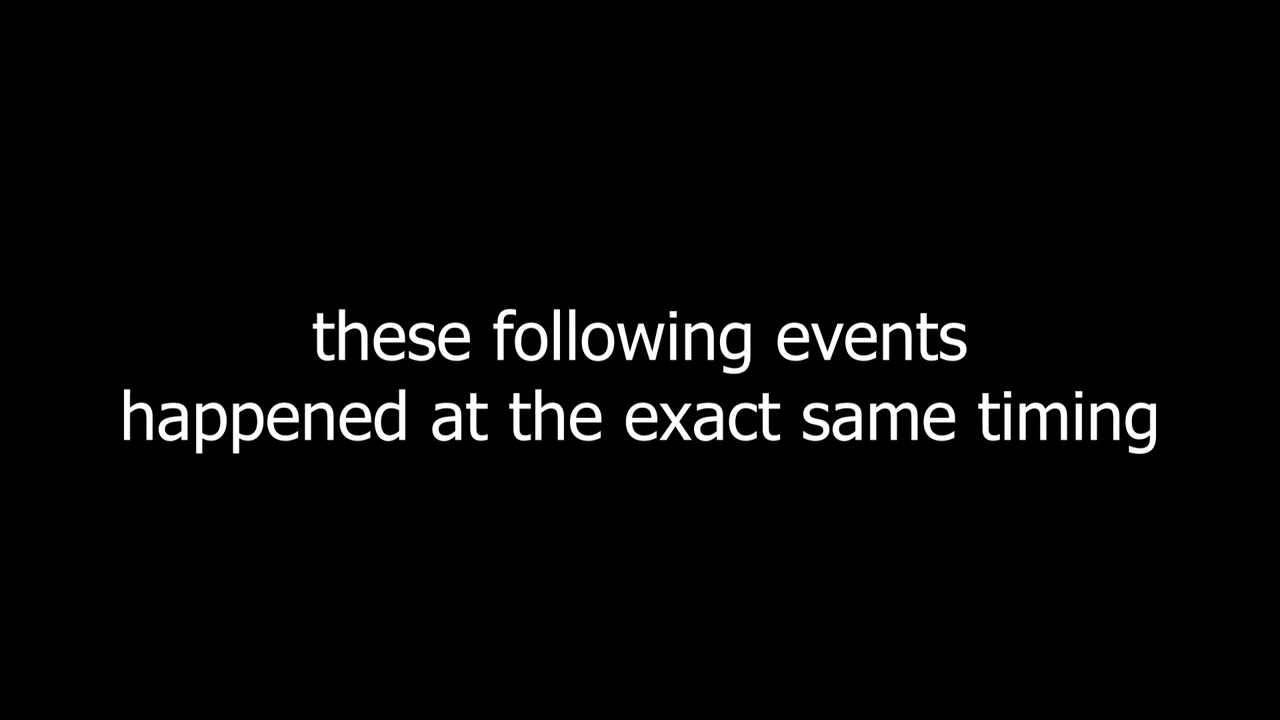 these following events
happened at the exact same timing